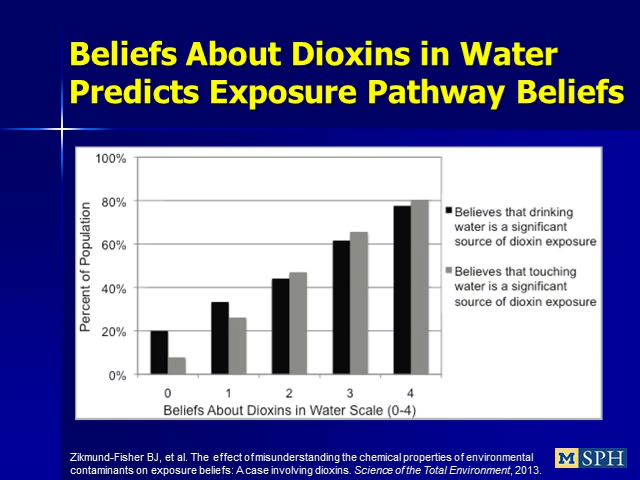 Beliefs About Dioxins in Water
Predicts Exposure Pathway Beliefs
100%
80%
60%
40%
20%
0%
Percent of Population
0 1 2 3 4
Beliefs About Dioxins in Water Scale (0-4)
Believes that drinking
water is a significant
source of dioxin exposure
Believes that touching
water is a significant
source of dioxin exposure
Zikmund-Fisher BJ, et al. The effect of misunderstanding the chemical properties of environmental
contaminants on exposure beliefs: A case involving dioxins. Science of the Total Environment, 2013.
M SPH